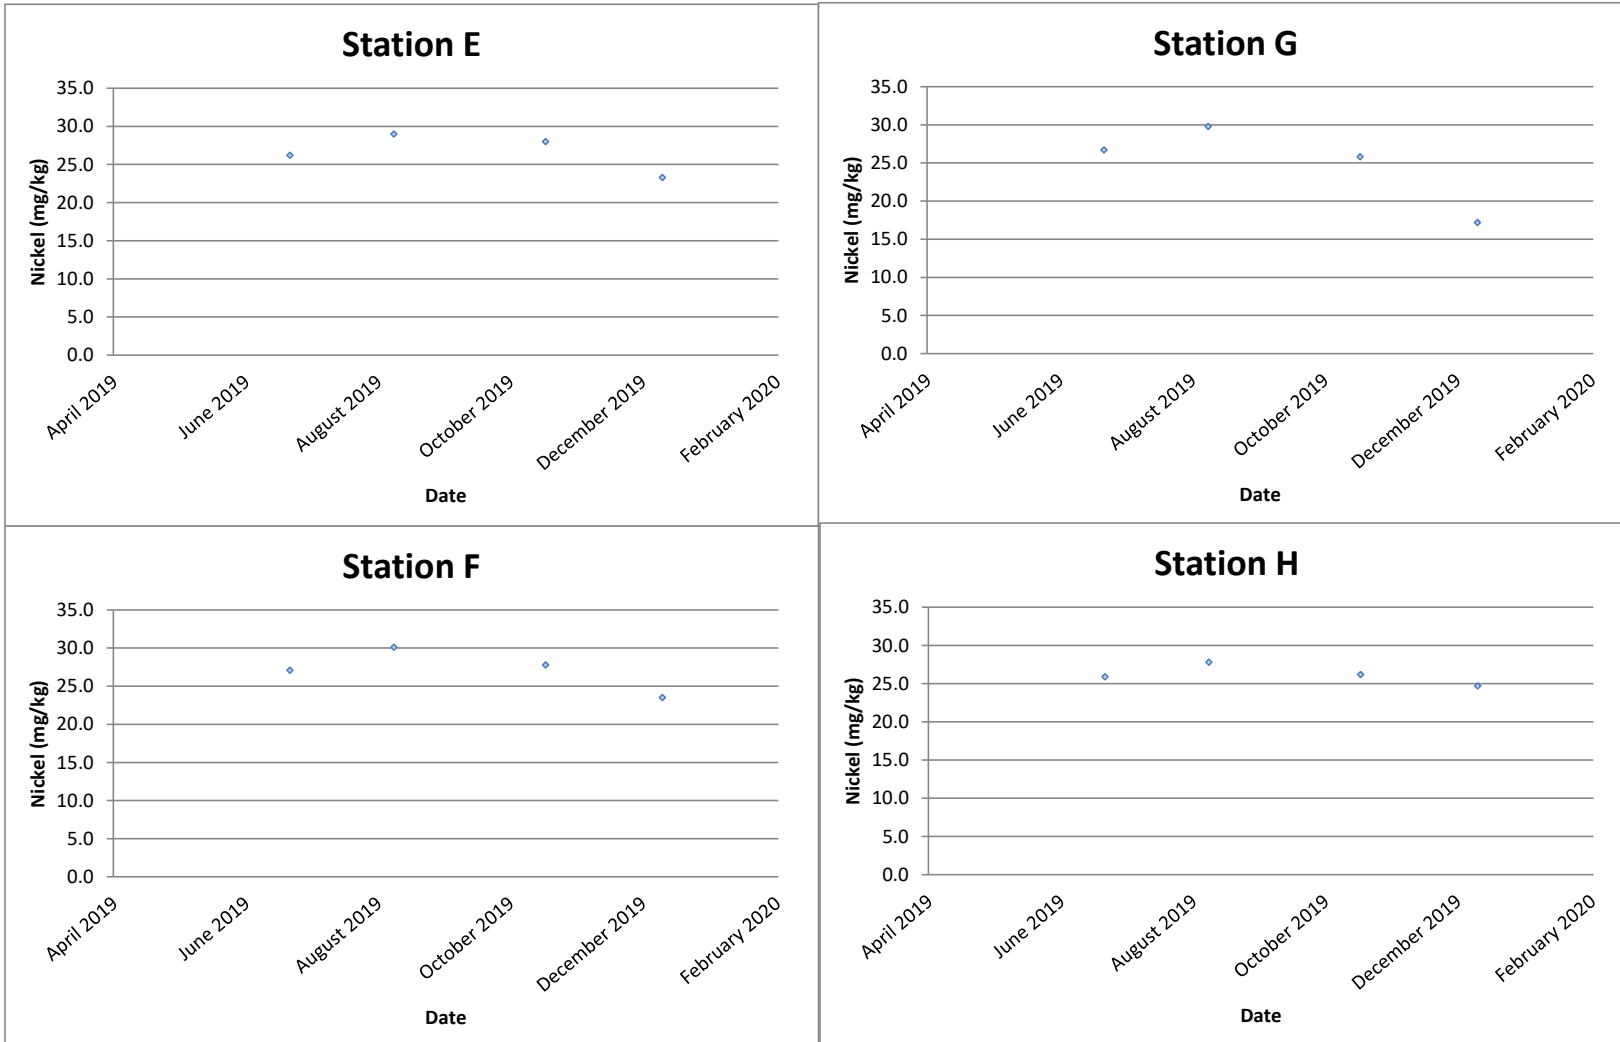 Station E
35.0
30.0
25.0
20.0
15.0
10.0
5.0
0.0
Nickel (mg/kg)
April 2019
June 2019
August 2019
October 2019
December 2019
February 2020
Date
Station G
35.0
30.0
25.0
20.0
15.0
10.0
5.0
0.0
Nickel (mg/kg)
April 2019
June 2019
August 2019
October 2019
December 2019
February 2020
Date
Station F
35.0
30.0
25.0
20.0
15.0
10.0
5.0
0.0
Nickel (mg/kg)
April 2019
June 2019
August 2019
October 2019
December 2019
February 2020
Date
Station H
35.0
30.0
25.0
20.0
15.0
10.0
5.0
0.0
Nickel (mg/kg)
April 2019
June 2019
August 2019
October 2019
December 2019
February 2020
Date